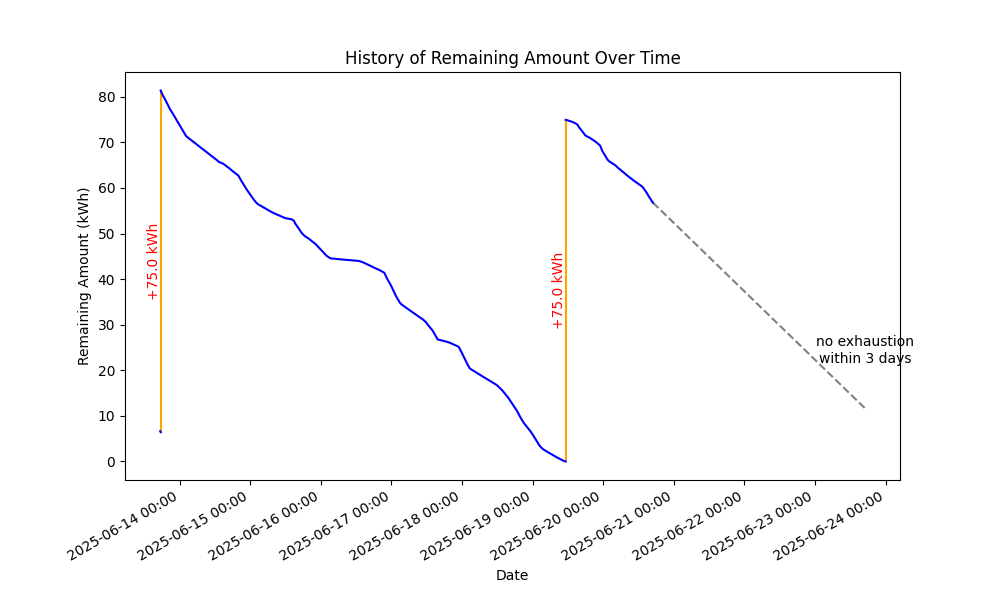 History of Remaining Amount Over Time
Remaining Amount (kWh)
80
70
60
50
40
30
20
10
0
+75.0 kWh
+75.0 kWh
no exhaustion
within 3 days
2025-06-14 00:00
2025-06-15 00:00
2025-06-16 00:00
2025-06-17 00:00
2025-06-18 00:00
2025-06-19 00:00
2025-06-20 00:00
2025-06-21 00:00
2025-06-22 00:00
2025-06-23 00:00
2025-06-24 00:00
Date